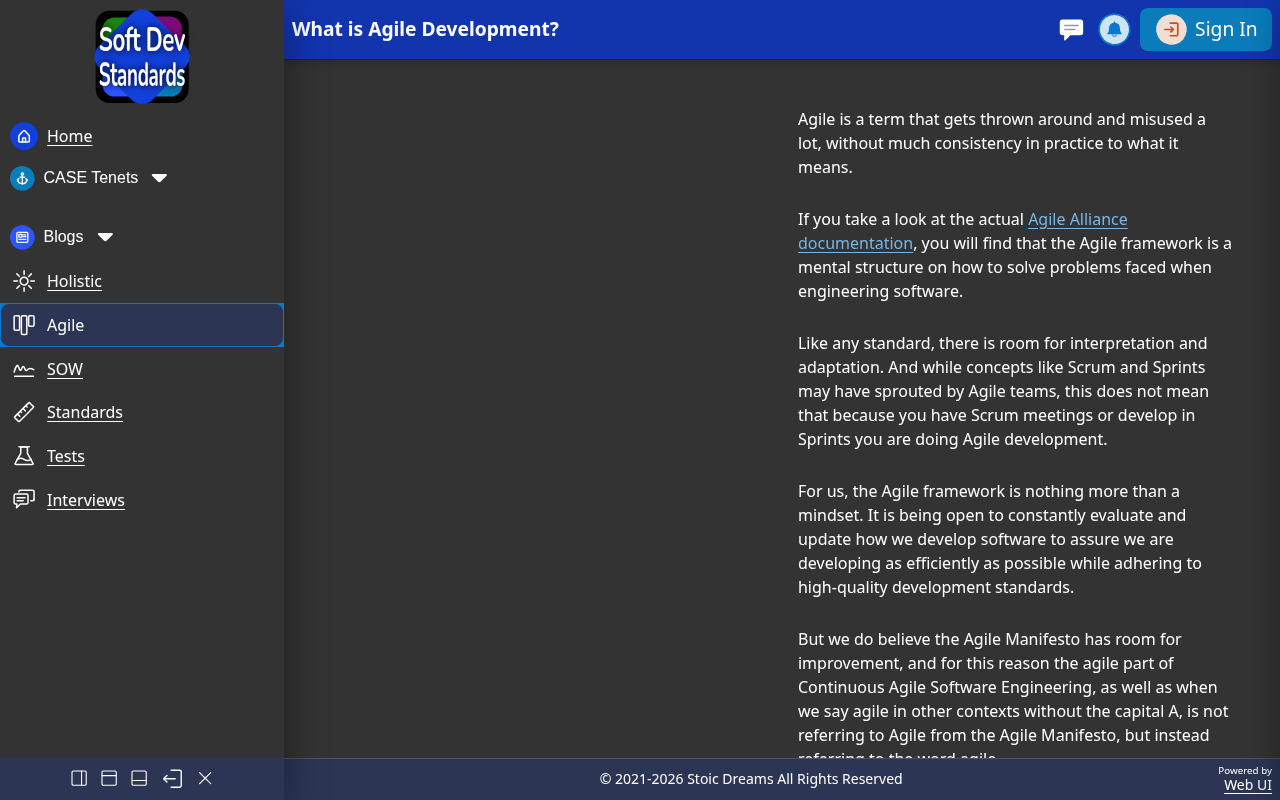 Soft Dev
Standards
Home
CASE Tenets
Blogs
Holistic
Agile
SOW
Standards
Tests
Interviews
What is Agile Development?
Sign In
Agile is a term that gets thrown around and misused a
lot, without much consistency in practice to what it
means.
If you take a look at the actual Agile Alliance
documentation, you will find that the Agile framework is a
mental structure on how to solve problems faced when
engineering software.
Like any standard, there is room for interpretation and
adaptation. And while concepts like Scrum and Sprints
may have sprouted by Agile teams, this does not mean
that because you have Scrum meetings or develop in
Sprints you are doing Agile development.
For us, the Agile framework is nothing more than a
mindset. It is being open to constantly evaluate and
update how we develop software to assure we are
developing as efficiently as possible while adhering to
high-quality development standards.
But we do believe the Agile Manifesto has room for
improvement, and for this reason the agile part of
Continuous Agile Software Engineering, as well as when
we say agile in other contexts without the capital A, is not
referring to Agile from the Agile Manifesto, but instead
referring to the word agile.
© 2021-2026 Stoic Dreams All Rights Reserved
Powered by
Web UI